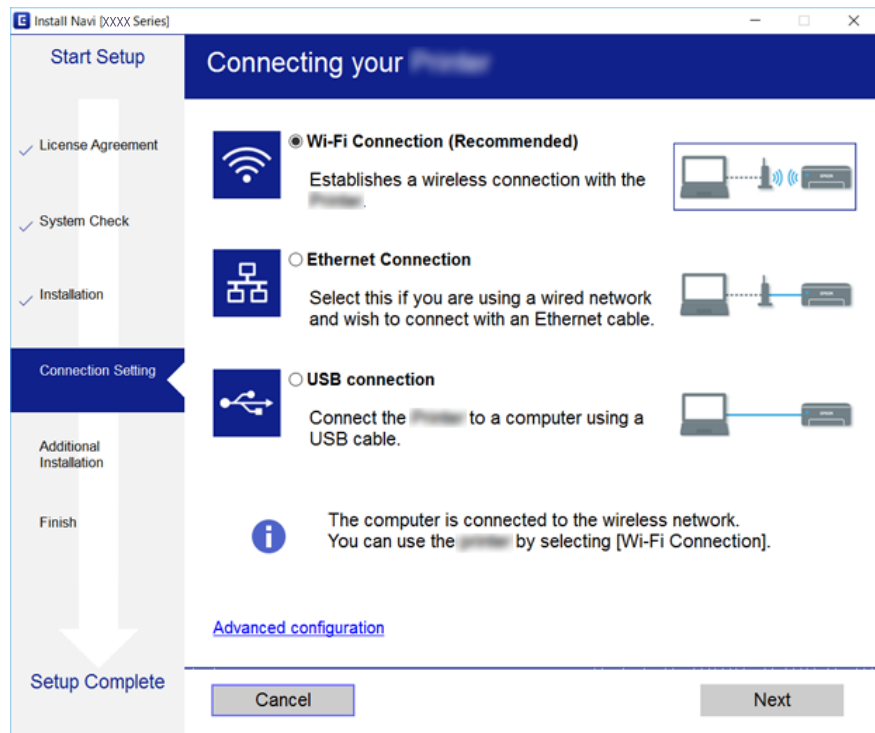 E Install Navi [XXXX Series]
Start Setup
License Agreement
System Check
Installation
Connection Setting
Additional
Installation
Finish
Setup Complete
Connecting your
Wi-Fi Connection (Recommended)
Establishes a wireless connection with the
.
Ethernet Connection
Select this if you are using a wired network
and wish to connect with an Ethernet cable.
USB connection
Connect the to a computer using a
USB cable.
i
The computer is connected to the wireless network.
You can use the by selecting [Wi-Fi Connection].
Advanced configuration
Cancel
Next